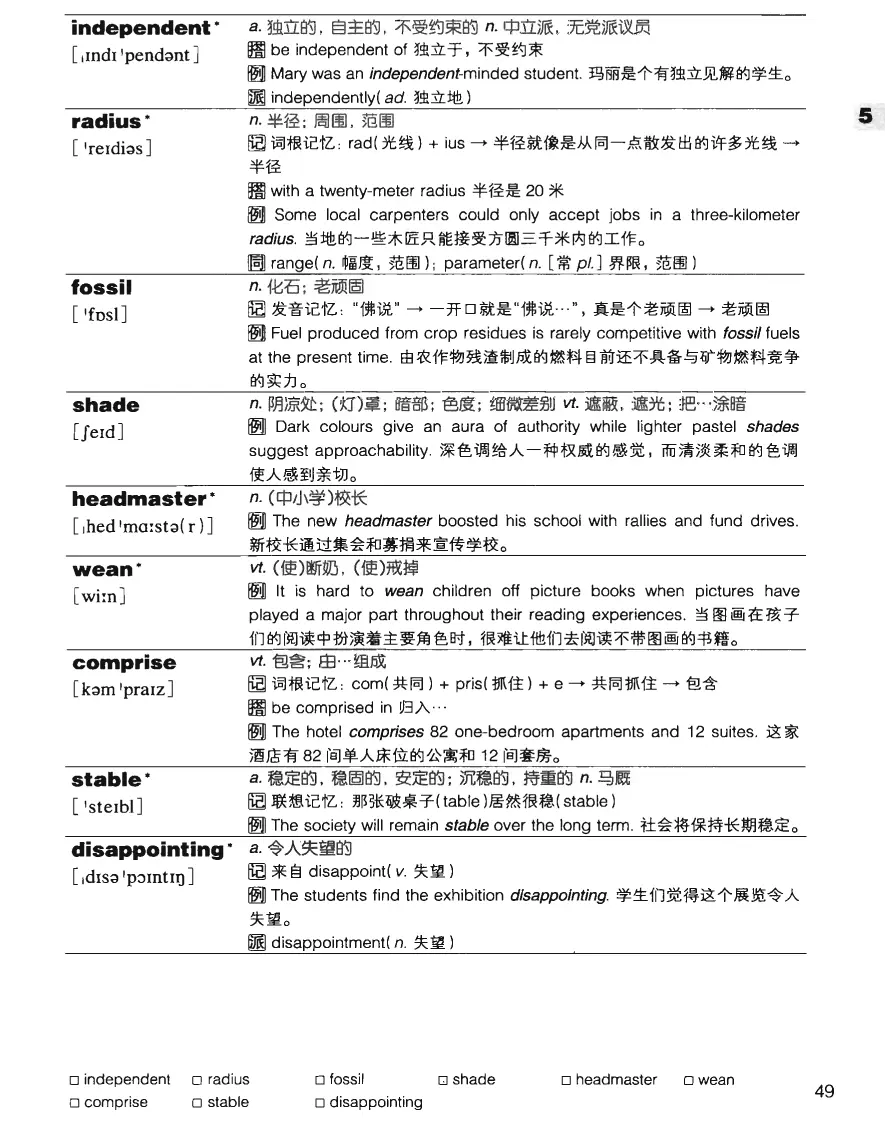 independent* a. 独立的, 自主的, 不受约束的 n. 中立派, 无党派议员
[ˌɪndɪˈpendənt] 搭 be independent of 独立于, 不受约束
例 Mary was an independent-minded student. 玛丽是个有独立见解的学生。
派 independently(ad. 独立地)
5
radius* n. 半径; 周围, 范围
[ˈreɪdiəs] 记 词根记忆: rad(光线) + ius → 半径就像是从同一点散发出的许多光线 →
半径
搭 with a twenty-meter radius 半径是 20 米
例 Some local carpenters could only accept jobs in a three-kilometer
radius. 当地的一些木匠只能接受方圆三千米内的工作。
同 range(n. 幅度, 范围); parameter(n. [常 pl.] 界限, 范围)
fossil n. 化石; 老顽固
[ˈfɒsl] 记 发音记忆: “佛说” → 一开口就是“佛说…”, 真是个老顽固 → 老顽固
例 Fuel produced from crop residues is rarely competitive with fossil fuels
at the present time. 由农作物残渣制成的燃料目前还不具备与矿物燃料竞争
的实力。
shade n. 阴凉处; (灯)罩; 暗部; 色度; 细微差别 vt. 遮蔽, 遮光; 把…涂暗
[ʃeɪd] 例 Dark colours give an aura of authority while lighter pastel shades
suggest approachability. 深色调给人一种权威的感觉, 而清淡柔和的色调
使人感到亲切。
headmaster* n. (中小学)校长
[ˌhedˈmɑːstə(r)] 例 The new headmaster boosted his school with rallies and fund drives.
新校长通过集会和募捐来宣传学校。
wean* vt. (使)断奶, (使)戒掉
[wiːn] 例 It is hard to wean children off picture books when pictures have
played a major part throughout their reading experiences. 当图画在孩子
们的阅读中扮演着主要角色时, 很难让他们去阅读不带图画的书籍。
comprise vt. 包含; 由…组成
[kəmˈpraɪz] 记 词根记忆: com(共同) + pris(抓住) + e → 共同抓住 → 包含
搭 be comprised in 归入…
例 The hotel comprises 82 one-bedroom apartments and 12 suites. 这家
酒店有 82 间单人床位的公寓和 12 间套房。
stable* a. 稳定的, 稳固的, 安定的; 沉稳的, 持重的 n. 马厩
[ˈsteɪbl] 记 联想记忆: 那张破桌子(table)居然很稳(stable)
例 The society will remain stable over the long term. 社会将保持长期稳定。
disappointing* a. 令人失望的
[ˌdɪsəˈpɔɪntɪŋ] 记 来自 disappoint(v. 失望)
例 The students find the exhibition disappointing. 学生们觉得这个展览令人
失望。
派 disappointment(n. 失望)
□ independent □ radius □ fossil □ shade □ headmaster □ wean
□ comprise □ stable □ disappointing
49